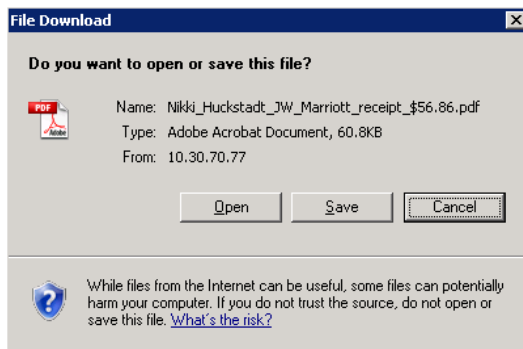 File Download
Do you want to open or save this file?
PDF
Adobe
Name: Nikki_Huckstadt_JW_Marriott_receipt_$56.86.pdf
Type: Adobe Acrobat Document, 60.8KB
From: 10.30.70.77
Open Save Cancel
While files from the Internet can be useful, some files can potentially
harm your computer. If you do not trust the source, do not open or
save this file. What's the risk?